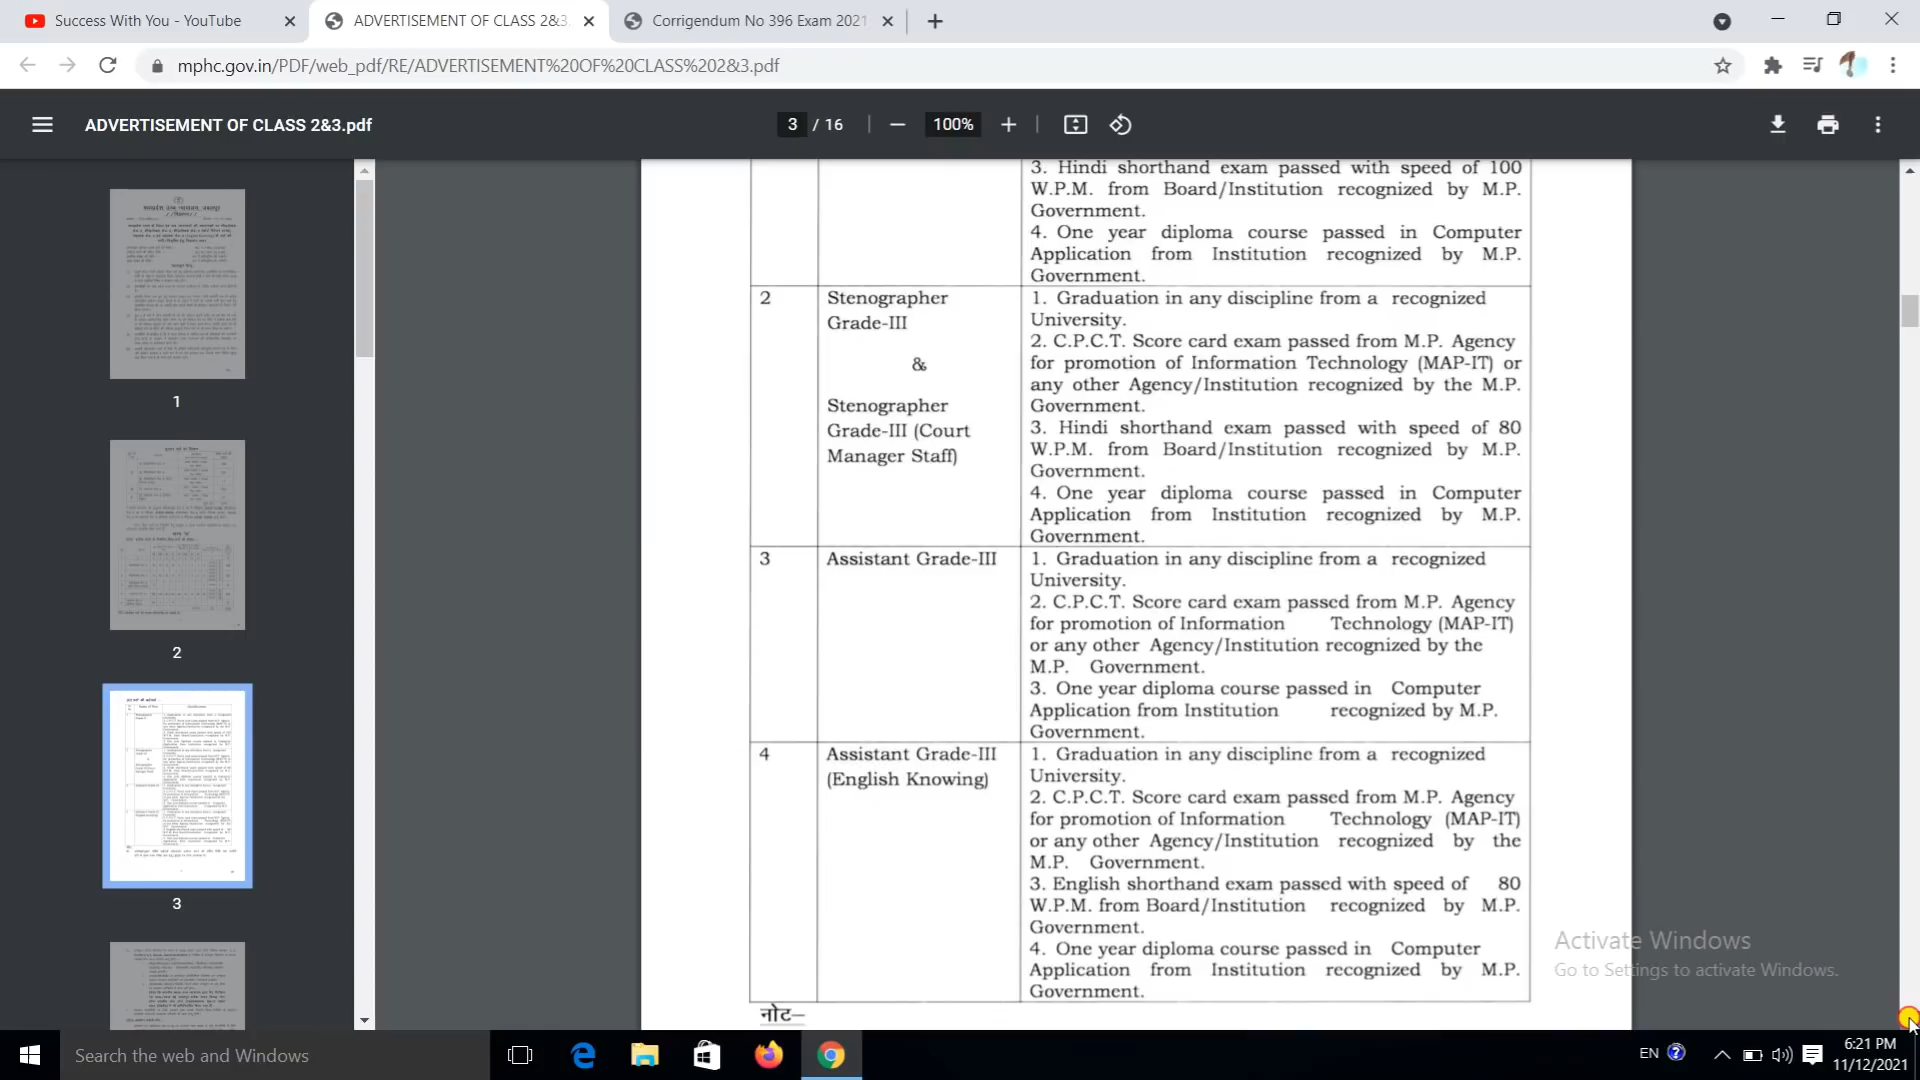 Success With You - YouTube
ADVERTISEMENT OF CLASS 2&3.
Corrigendum No 396 Exam 2021
mphc.gov.in/PDF/web_pdf/RE/ADVERTISEMENT%20OF%20CLASS%202&3.pdf
ADVERTISEMENT OF CLASS 2&3.pdf
3 / 16
100%
1
2
3
3. Hindi shorthand exam passed with speed of 100
W.P.M. from Board/Institution recognized by M.P.
Government.
4. One year diploma course passed in Computer
Application from Institution recognized by M.P.
Government.
2
Stenographer
Grade-III
&
Stenographer
Grade-III (Court
Manager Staff)
1. Graduation in any discipline from a recognized
University.
2. C.P.C.T. Score card exam passed from M.P. Agency
for promotion of Information Technology (MAP-IT) or
any other Agency/Institution recognized by the M.P.
Government.
3. Hindi shorthand exam passed with speed of 80
W.P.M. from Board/Institution recognized by M.P.
Government.
4. One year diploma course passed in Computer
Application from Institution recognized by M.P.
Government.
3
Assistant Grade-III
1. Graduation in any discipline from a recognized
University.
2. C.P.C.T. Score card exam passed from M.P. Agency
for promotion of Information Technology (MAP-IT)
or any other Agency/Institution recognized by the
M.P. Government.
3. One year diploma course passed in Computer
Application from Institution recognized by M.P.
Government.
4
Assistant Grade-III
(English Knowing)
1. Graduation in any discipline from a recognized
University.
2. C.P.C.T. Score card exam passed from M.P. Agency
for promotion of Information Technology (MAP-IT)
or any other Agency/Institution recognized by the
M.P. Government.
3. English shorthand exam passed with speed of 80
W.P.M. from Board/Institution recognized by M.P.
Government.
4. One year diploma course passed in Computer
Application from Institution recognized by M.P.
Government.
नोट–
Activate Windows
Go to Settings to activate Windows.
Search the web and Windows
EN
6:21 PM
11/12/2021